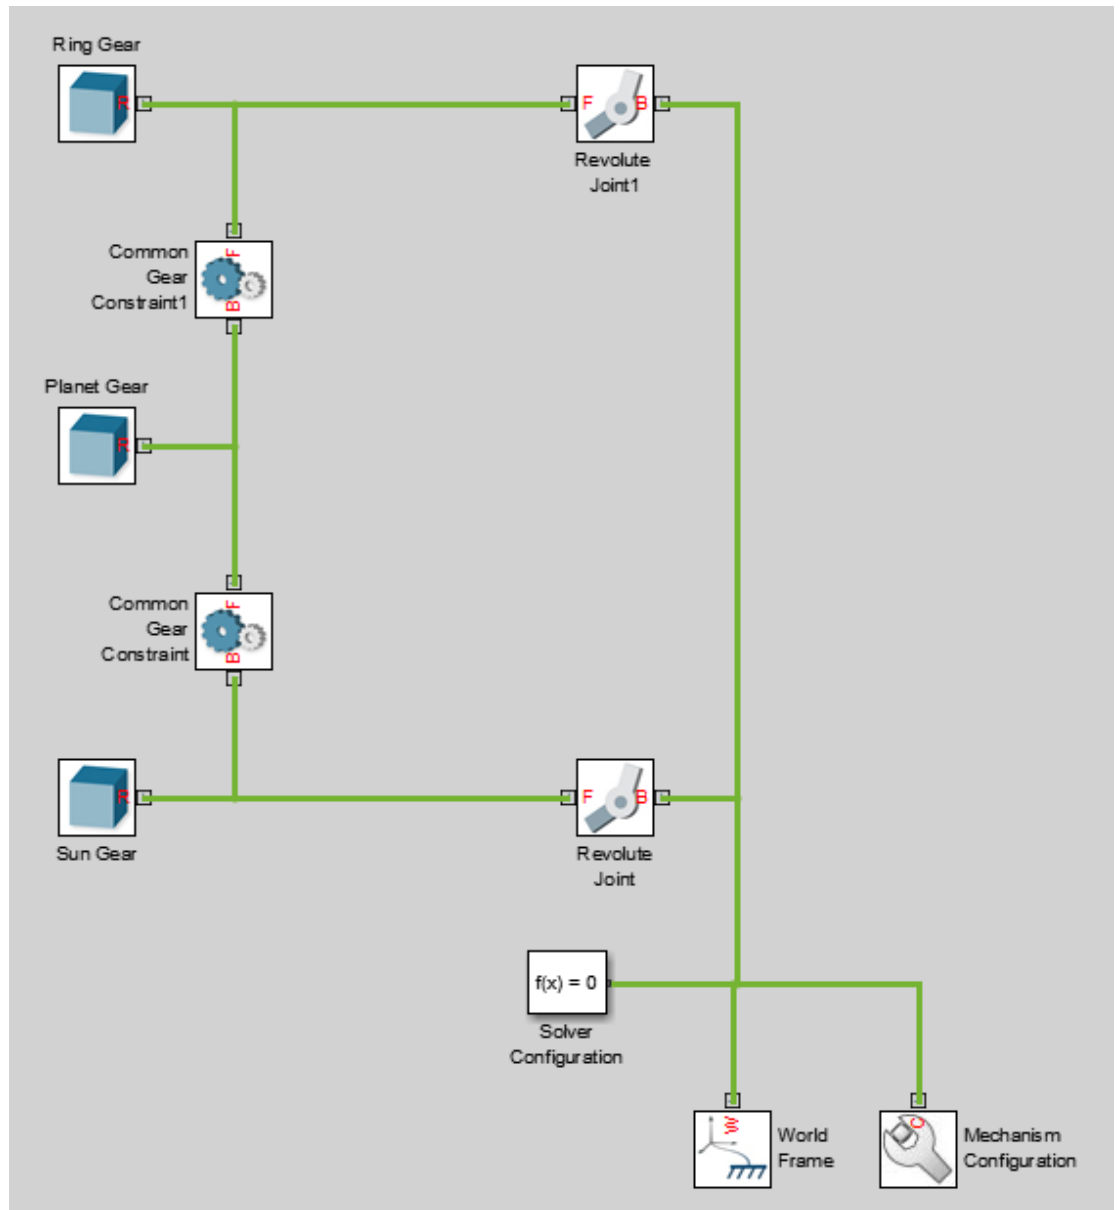 Ring Gear
R
F
B
Revolute
Joint1
Common
Gear
Constraint1
F
B
Planet Gear
R
Common
Gear
Constraint
F
B
R
Sun Gear
F
B
Revolute
Joint
f(x) = 0
Solver
Configuration
W
World
Frame
C
Mechanism
Configuration